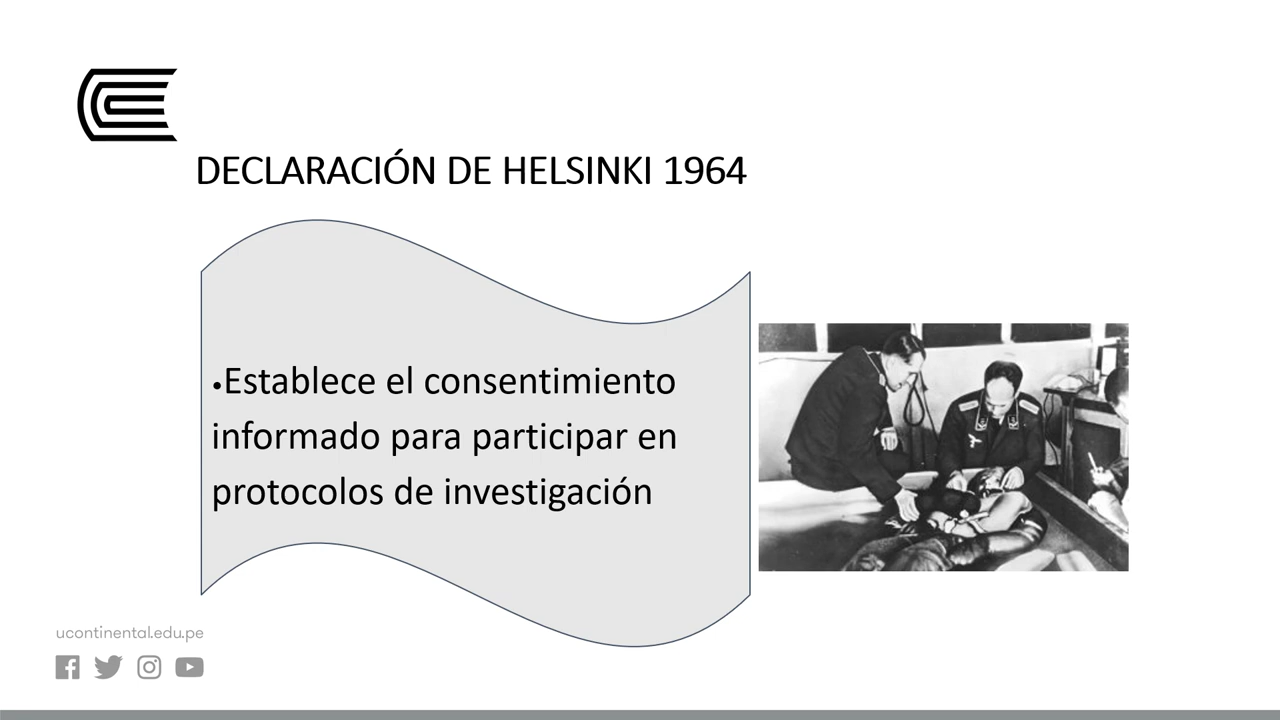 DECLARACIÓN DE HELSINKI 1964
•Establece el consentimiento
informado para participar en
protocolos de investigación
ucontinental.edu.pe